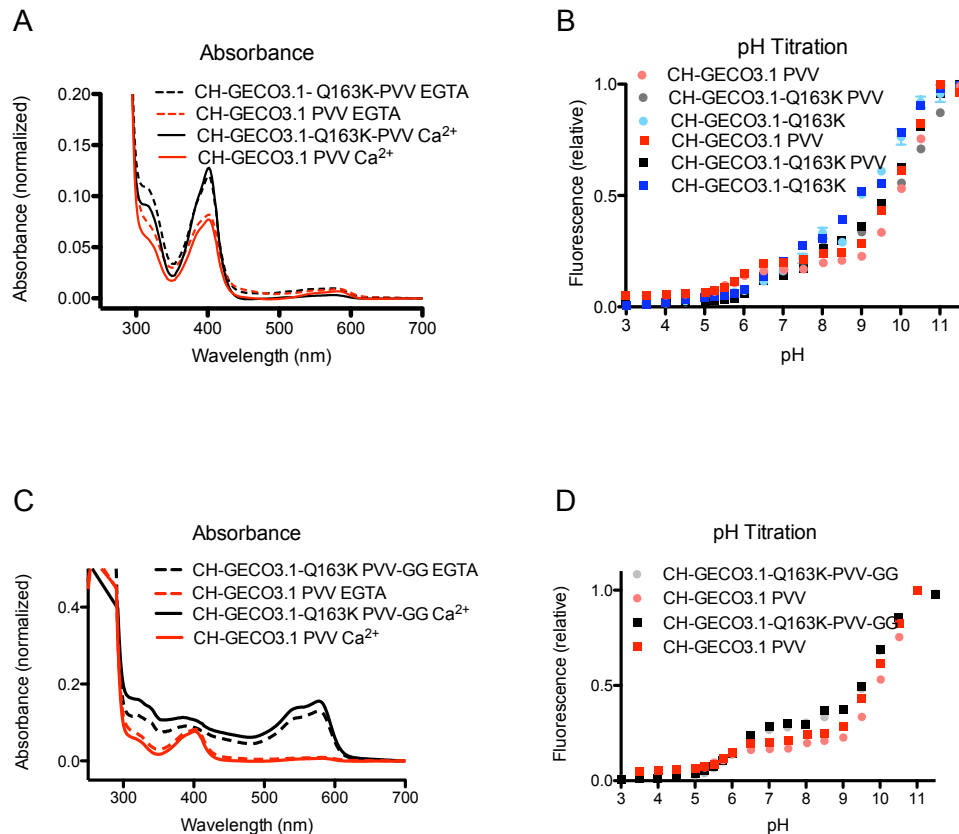 A
Absorbance
CH-GECO3.1- Q163K-PVV EGTA
CH-GECO3.1 PVV EGTA
CH-GECO3.1-Q163K-PVV Ca2+
CH-GECO3.1 PVV Ca2+
Absorbance (normalized)
0.20
0.15
0.10
0.05
0.00
300 400 500 600 700
Wavelength (nm)
B
pH Titration
CH-GECO3.1 PVV
CH-GECO3.1-Q163K PVV
CH-GECO3.1-Q163K
CH-GECO3.1 PVV
CH-GECO3.1-Q163K PVV
CH-GECO3.1-Q163K
Fluorescence (relative)
1.0
0.5
0.0
3 4 5 6 7 8 9 10 11
pH
C
Absorbance
CH-GECO3.1-Q163K PVV-GG EGTA
CH-GECO3.1 PVV EGTA
CH-GECO3.1-Q163K PVV-GG Ca2+
CH-GECO3.1 PVV Ca2+
Absorbance (normalized)
0.4
0.2
0.0
300 400 500 600 700
Wavelength (nm)
D
pH Titration
CH-GECO3.1-Q163K-PVV-GG
CH-GECO3.1 PVV
CH-GECO3.1-Q163K-PVV-GG
CH-GECO3.1 PVV
Fluorescence (relative)
1.0
0.5
0.0
3 4 5 6 7 8 9 10 11
pH